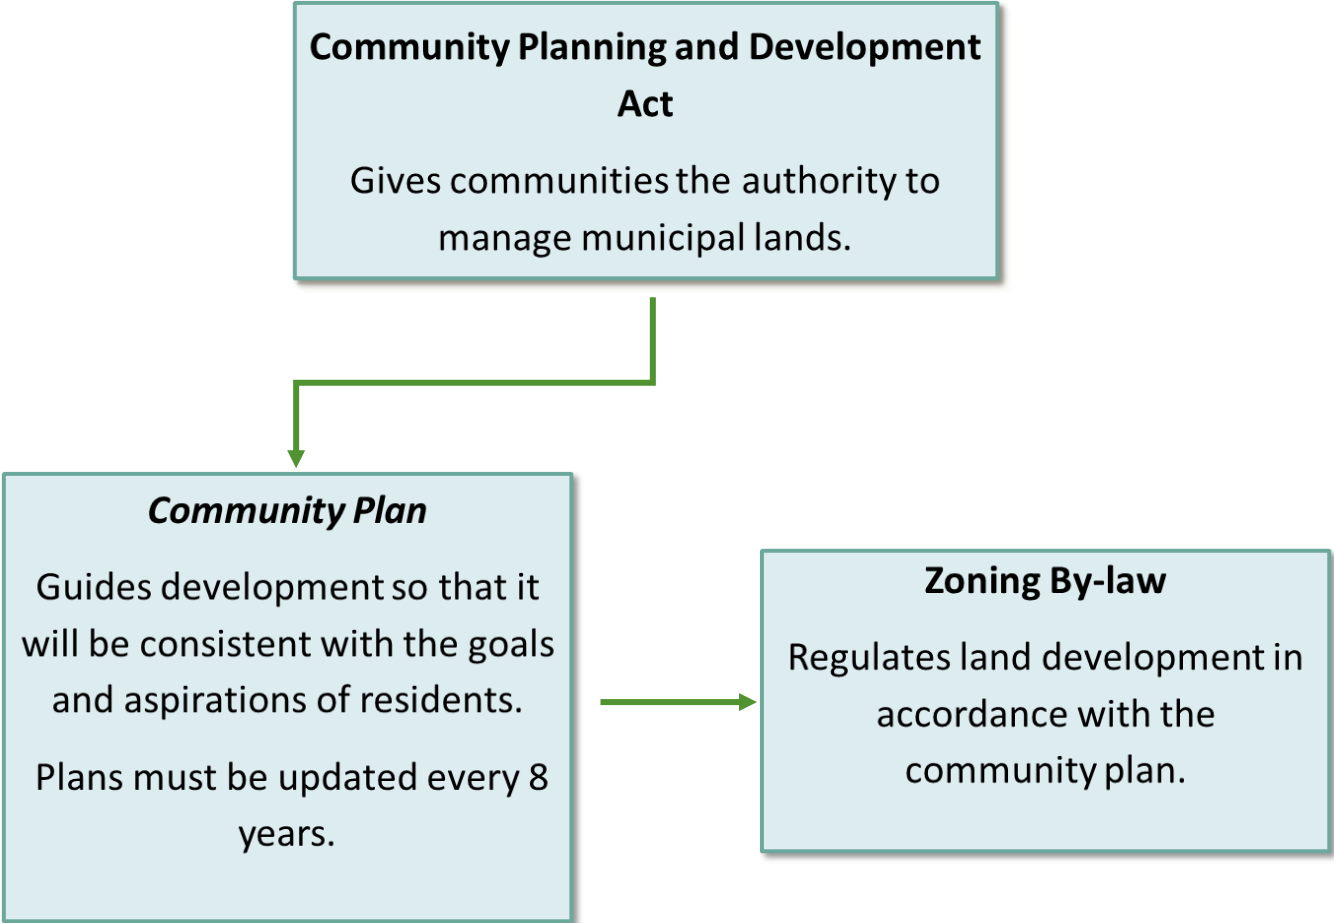 Community Planning and Development
Act
Gives communities the authority to
manage municipal lands.
Community Plan
Guides development so that it
will be consistent with the goals
and aspirations of residents.
Plans must be updated every 8
years.
Zoning By-law
Regulates land development in
accordance with the
community plan.